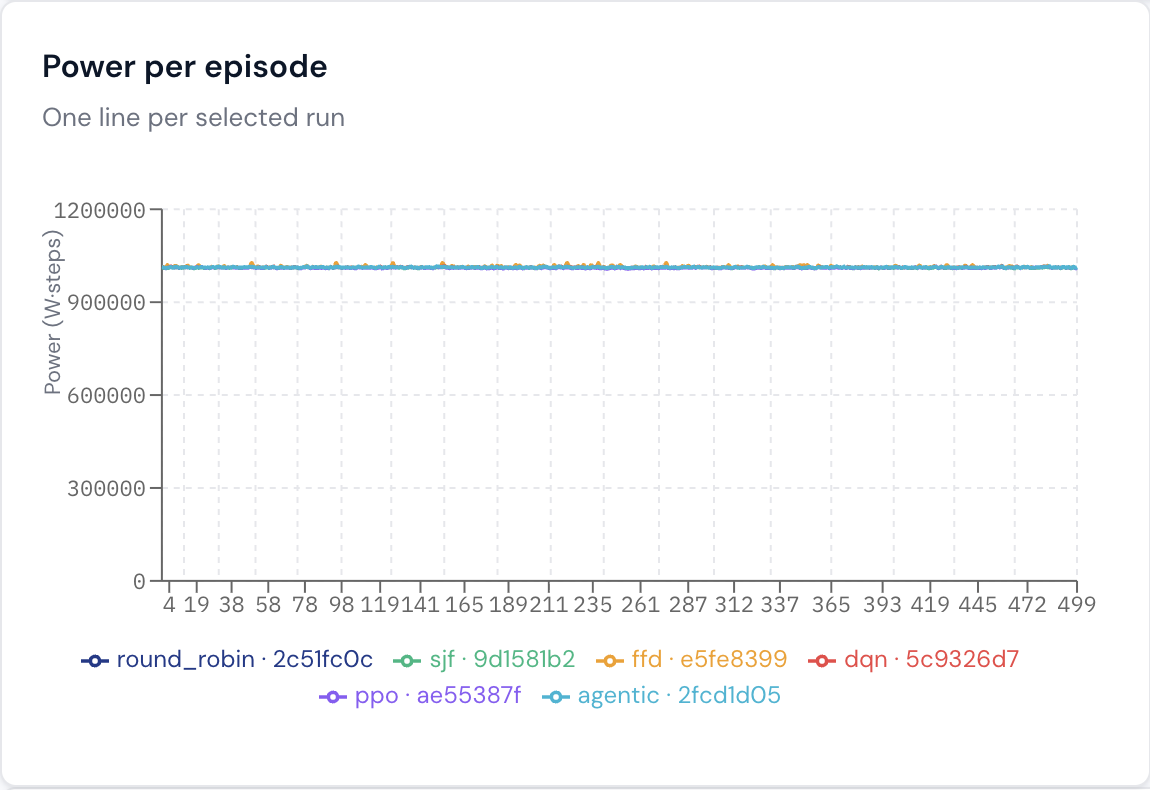 Power per episode
One line per selected run
Power (W·steps)
1200000
900000
600000
300000
0
4 19 38 58 78 98 119 141 165 189 211 235 261 287 312 337 365 393 419 445 472 499
round_robin · 2c51fc0c sjf · 9d1581b2 ffd · e5fe8399 dqn · 5c9326d7
ppo · ae55387f agentic · 2fcd1d05